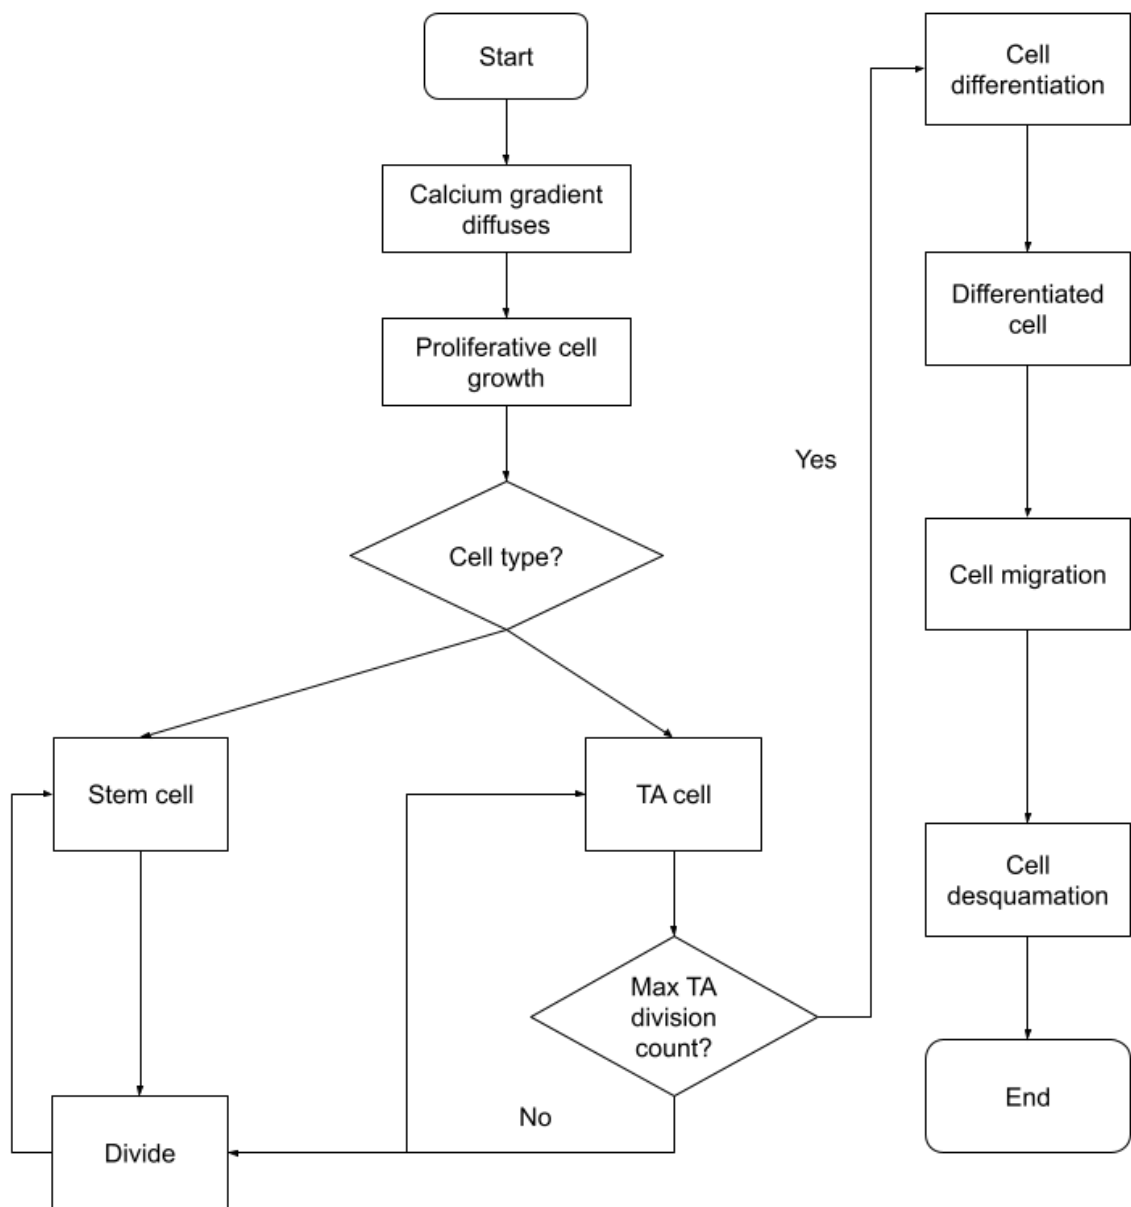 Start
Calcium gradient
diffuses
Proliferative cell
growth
Cell type?
Stem cell
TA cell
Max TA
division
count?
No
Divide
Yes
Cell
differentiation
Differentiated
cell
Cell migration
Cell
desquamation
End